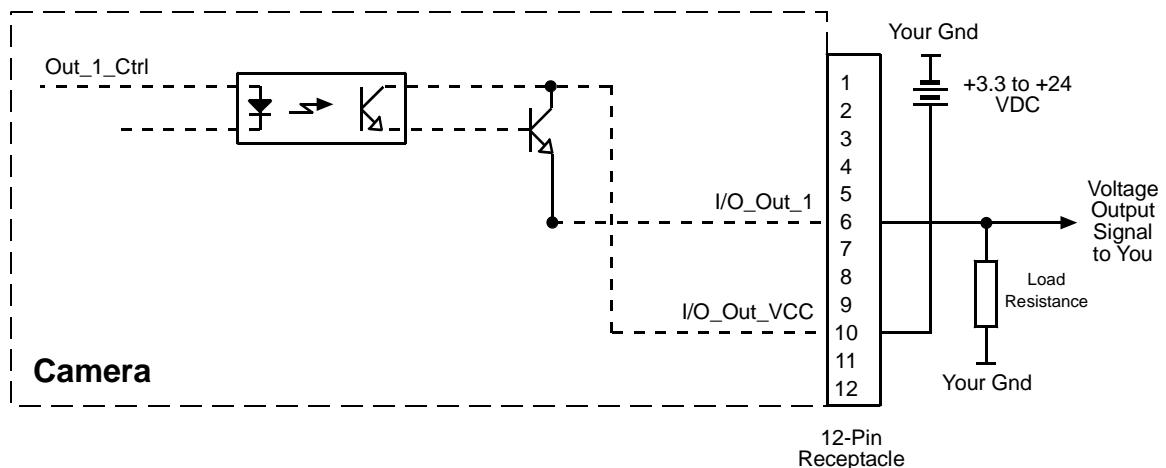 Your Gnd
Out_1_Ctrl
+3.3 to +24
VDC
1
2
3
4
5
6
7
8
9
10
11
12
I/O_Out_1
Voltage
Output
Signal
to You
Load
Resistance
I/O_Out_VCC
Camera
Your Gnd
12-Pin
Receptacle